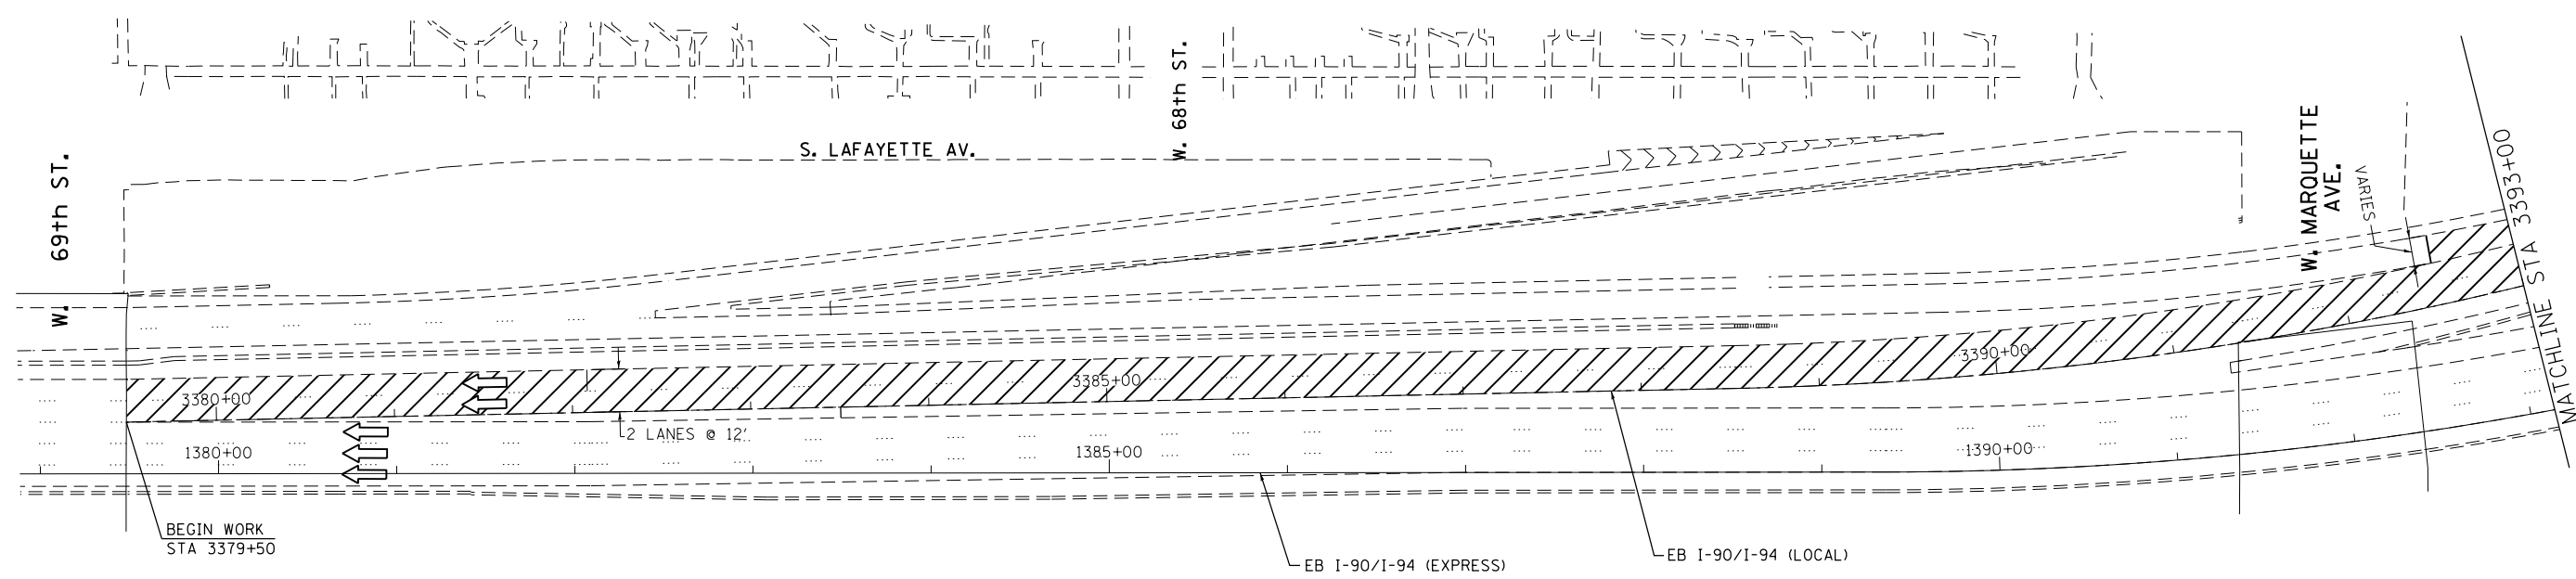 W. 69th ST.
S. LAFAYETTE AV.
W. 68th ST.
W. MARQUETTE
AVE.
VARIES
MATCHLINE STA 3393+00
3380+00
3385+00
3390+00
2 LANES @ 12'
1380+00
1385+00
1390+00
BEGIN WORK
STA 3379+50
EB I-90/I-94 (EXPRESS)
EB I-90/I-94 (LOCAL)